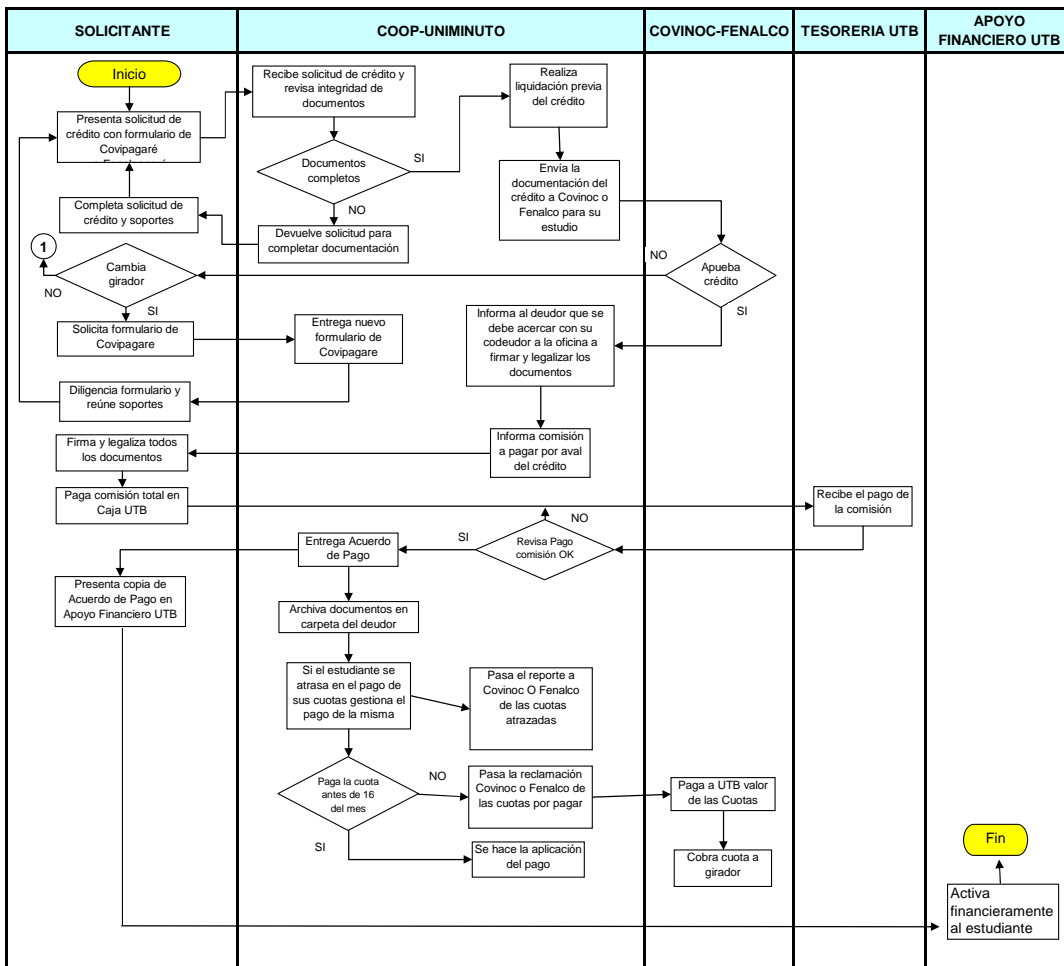 SOLICITANTE
COOP-UNIMINUTO
COVINOC-FENALCO
TESORERIA UTB
APOYO
FINANCIERO UTB
Inicio
Presenta solicitud de
crédito con formulario de
Covipagaré
Completa solicitud de
crédito y soportes
1
Cambia
girador
NO
SI
Solicita formulario de
Covipagare
Diligencia formulario y
reúne soportes
Firma y legaliza todos
los documentos
Paga comisión total en
Caja UTB
Presenta copia de
Acuerdo de Pago en
Apoyo Financiero UTB
Recibe solicitud de crédito y
revisa integridad de
documentos
Documentos
completos
SI
NO
Devuelve solicitud para
completar documentación
Realiza
liquidación previa
del crédito
Envía la
documentación del
crédito a Covinoc o
Fenalco para su
estudio
Entrega nuevo
formulario de
Covipagare
Informa al deudor que se
debe acercar con su
codeudor a la oficina a
firmar y legalizar los
documentos
Informa comisión
a pagar por aval
del crédito
NO
Revisa Pago
comisión OK
SI
Entrega Acuerdo
de Pago
Archiva documentos en
carpeta del deudor
Si el estudiante se
atrasa en el pago de
sus cuotas gestiona el
pago de la misma
Pasa el reporte a
Covinoc O Fenalco
de las cuotas
atrazadas
Paga la cuota
antes de 16
del mes
NO
SI
Pasa la reclamación
Covinoc o Fenalco de
las cuotas por pagar
Se hace la aplicación
del pago
NO
Apueba
crédito
SI
Paga a UTB valor
de las Cuotas
Cobra cuota a
girador
Recibe el pago de
la comisión
Fin
Activa
financieramente
al estudiante